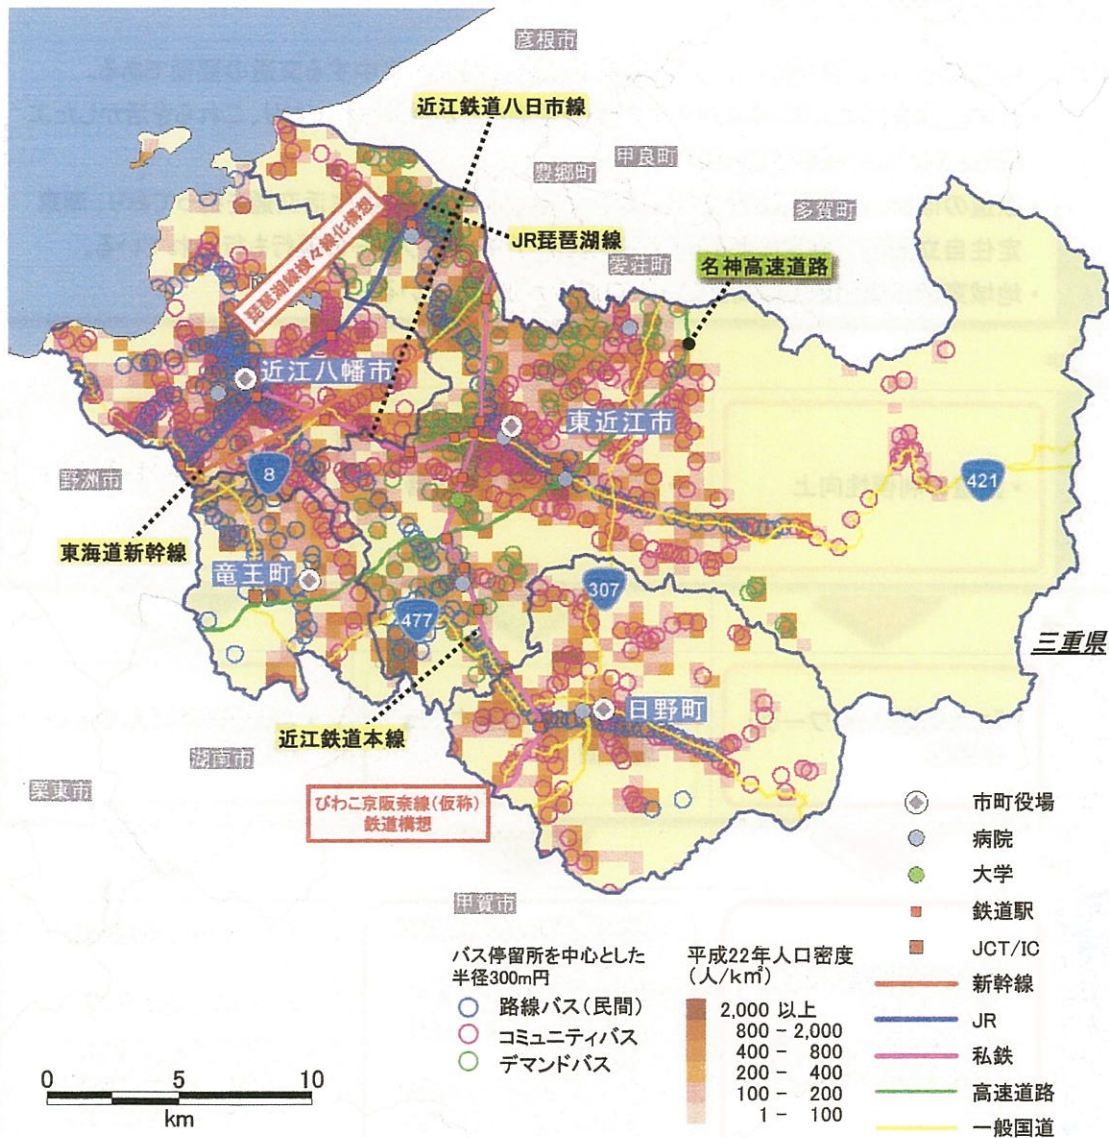 彦根市
近江鉄道八日市線
甲良町
豊郷町
多賀町
琵琶湖線複々線化構想
JR琵琶湖線
愛荘町
名神高速道路
近江八幡市
東近江市
野洲市
8
421
東海道新幹線
竜王町
307
477
三重県
日野町
近江鉄道本線
湖南市
栗東市
びわこ京阪奈線(仮称)
鉄道構想
甲賀市
市町役場
病院
大学
鉄道駅
JCT/IC
新幹線
JR
私鉄
高速道路
一般国道
バス停留所を中心とした
半径300m円
路線バス(民間)
コミュニティバス
デマンドバス
平成22年人口密度
(人/k㎡)
2,000 以上
800 - 2,000
400 - 800
200 - 400
100 - 200
1 - 100
0 5 10
km